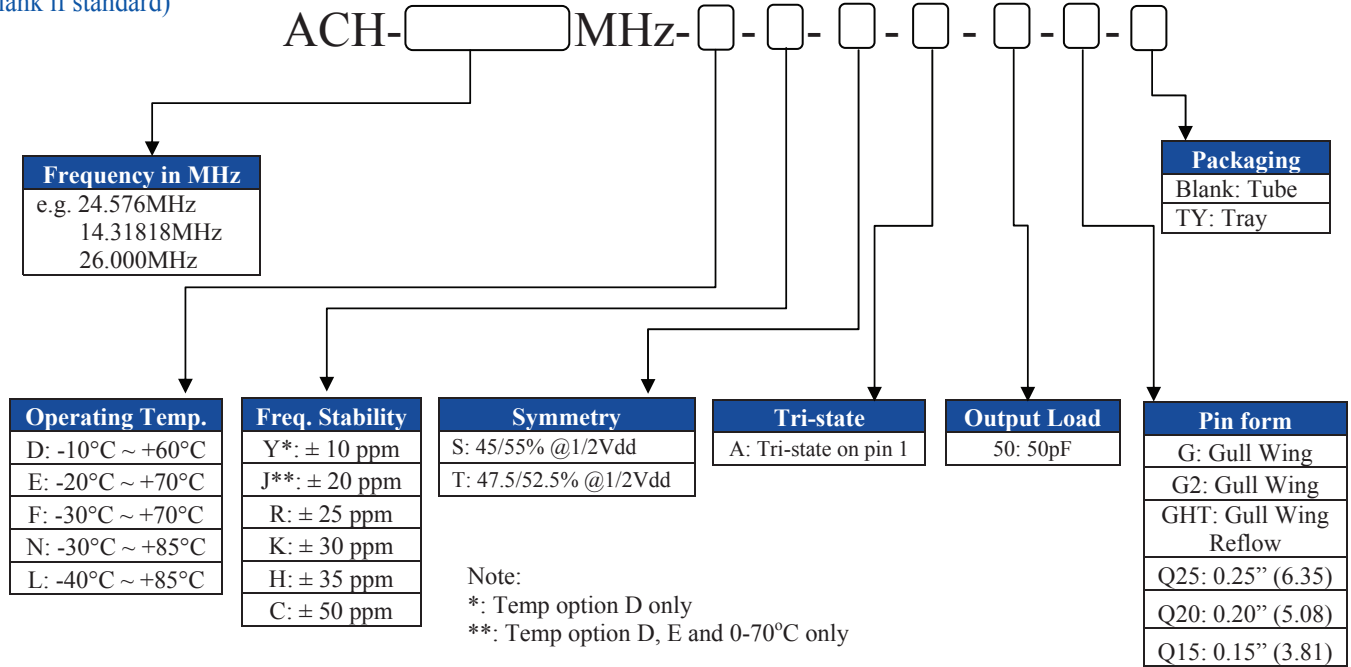 if standard)
ACH- MHz- - - - - - -
Frequency in MHz
e.g. 24.576MHz
14.31818MHz
26.000MHz
Packaging
Blank: Tube
TY: Tray
Operating Temp.
D: -10°C ~ +60°C
E: -20°C ~ +70°C
F: -30°C ~ +70°C
N: -30°C ~ +85°C
L: -40°C ~ +85°C
Freq. Stability
Y*: ± 10 ppm
J**: ± 20 ppm
R: ± 25 ppm
K: ± 30 ppm
H: ± 35 ppm
C: ± 50 ppm
Symmetry
S: 45/55% @1/2Vdd
T: 47.5/52.5% @1/2Vdd
Tri-state
A: Tri-state on pin 1
Output Load
50: 50pF
Pin form
G: Gull Wing
G2: Gull Wing
GHT: Gull Wing
Reflow
Q25: 0.25” (6.35)
Q20: 0.20” (5.08)
Q15: 0.15” (3.81)
Note:
*: Temp option D only
**: Temp option D, E and 0-70°C only